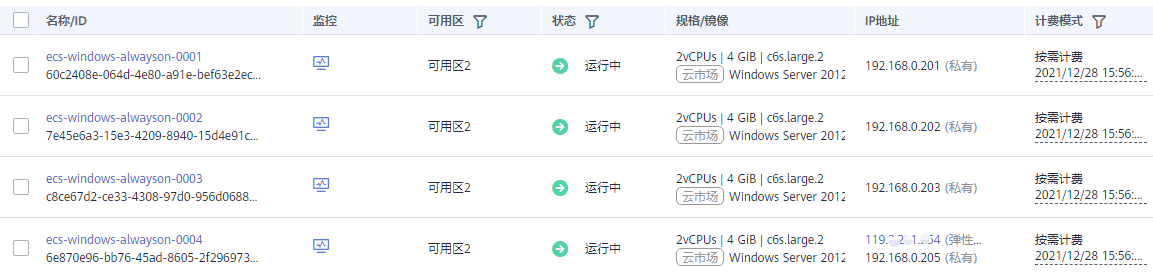 名称/ID 监控 可用区 状态 规格/镜像 IP地址 计费模式
ecs-windows-alwayson-0001 2vCPUs | 4 GiB | c6s.large.2 按需计费
可用区2 运行中 192.168.0.201 (私有)
60c2408e-064d-4e80-a91e-bef63e2ec... 云市场 Windows Server 2012 2021/12/28 15:56:...
ecs-windows-alwayson-0002 2vCPUs | 4 GiB | c6s.large.2 按需计费
可用区2 运行中 192.168.0.202 (私有)
7e45e6a3-15e3-4209-8940-15d4e91c... 云市场 Windows Server 2012 2021/12/28 15:56:...
ecs-windows-alwayson-0003 2vCPUs | 4 GiB | c6s.large.2 按需计费
可用区2 运行中 192.168.0.203 (私有)
c8ce67d2-ce33-4308-97d0-956d0688... 云市场 Windows Server 2012 2021/12/28 15:56:...
ecs-windows-alwayson-0004 2vCPUs | 4 GiB | c6s.large.2 (弹性... 按需计费
可用区2 运行中
6e870e96-bb76-45ad-8605-2f296973... 云市场 Windows Server 2012 192.168.0.205 (私有) 2021/12/28 15:56:...